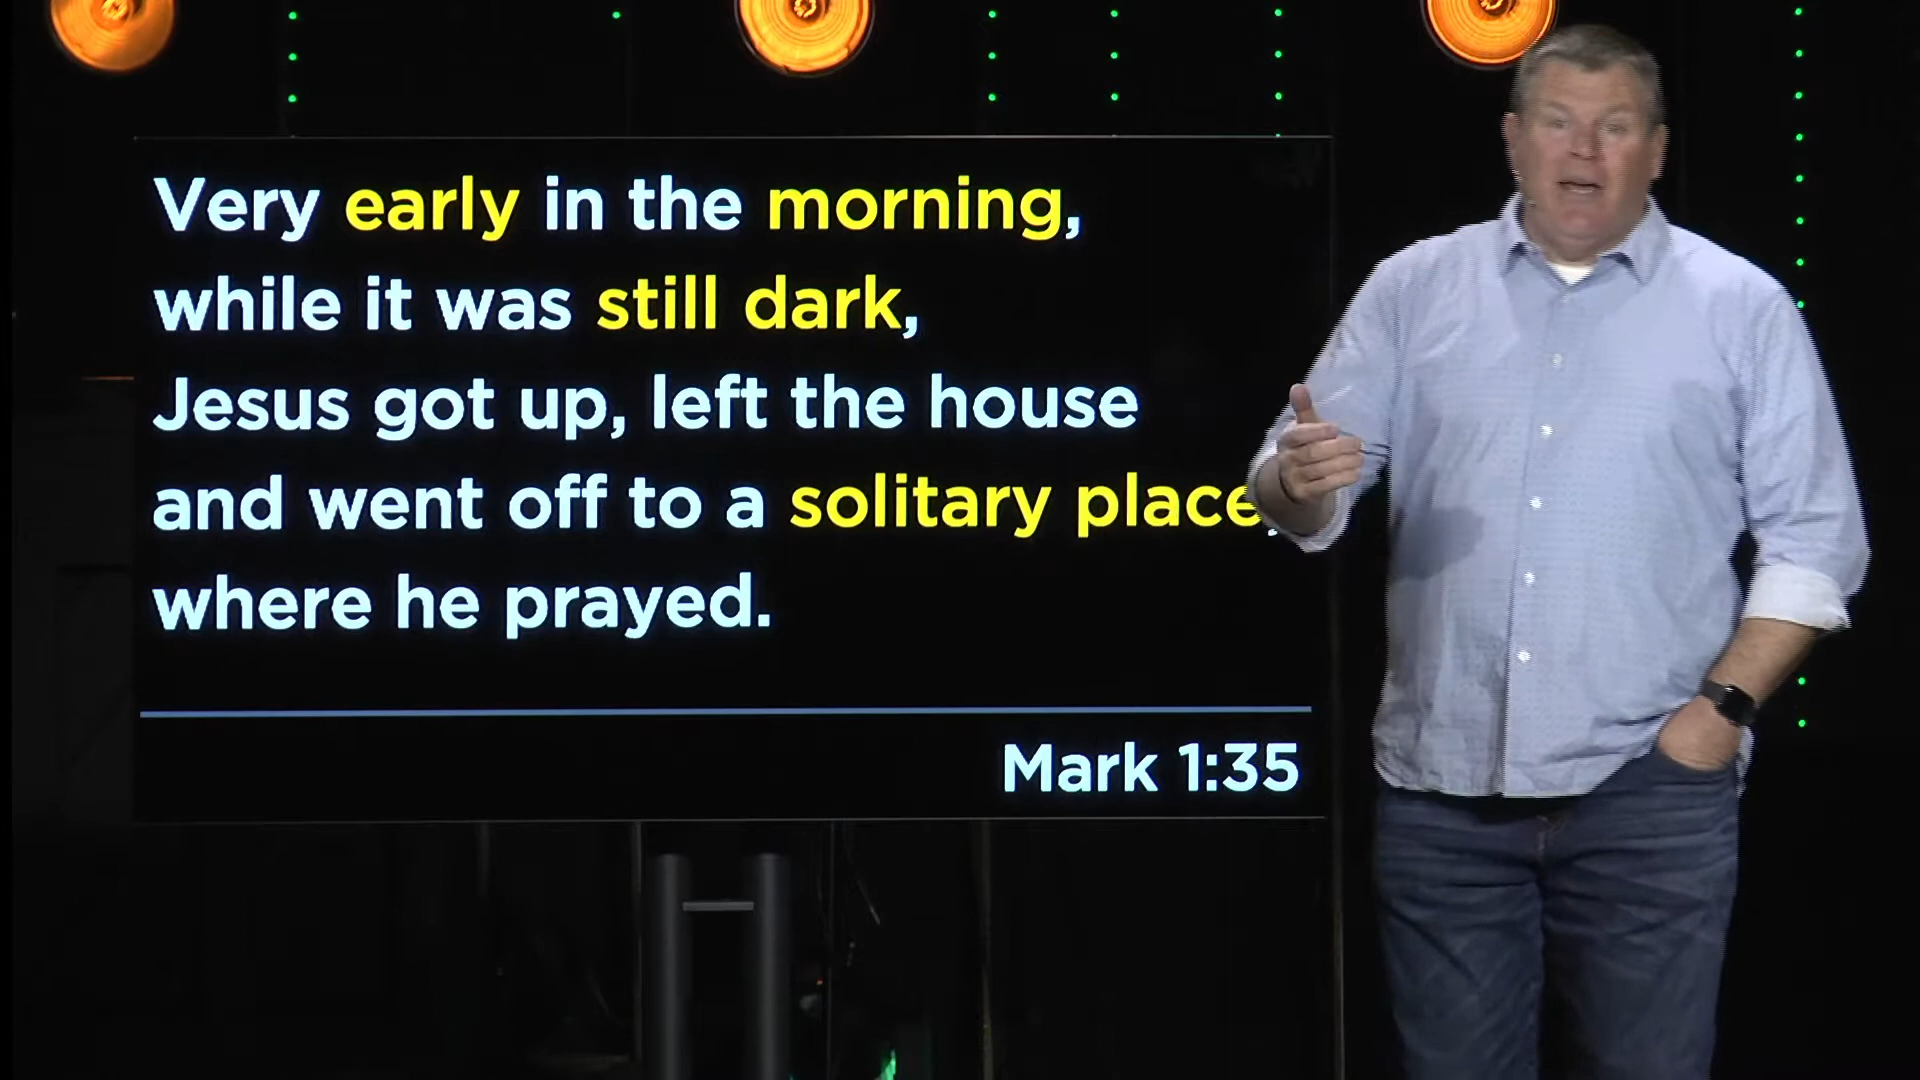 Very early in the morning,
while it was still dark,
Jesus got up, left the house
and went off to a solitary place,
where he prayed.
Mark 1:35